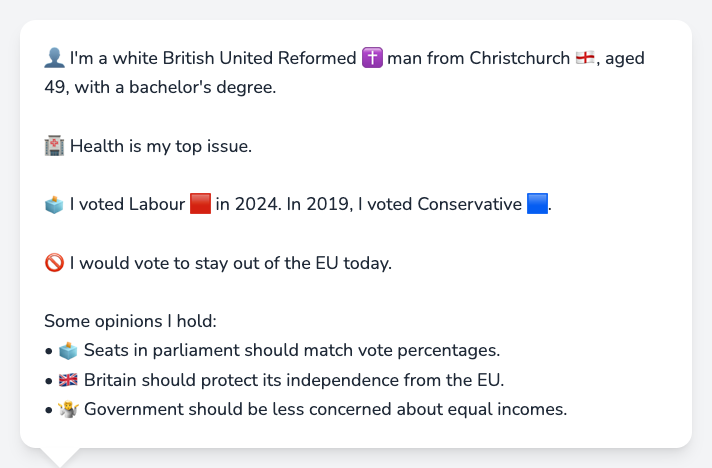 👤 I'm a white British United Reformed ✝️ man from Christchurch 🏴󠁧󠁢󠁥󠁮󠁧󠁿, aged
49, with a bachelor's degree.
🏥 Health is my top issue.
🗳️ I voted Labour 🟥 in 2024. In 2019, I voted Conservative 🟦.
🚫 I would vote to stay out of the EU today.
Some opinions I hold:
• 🗳️ Seats in parliament should match vote percentages.
• 🇬🇧 Britain should protect its independence from the EU.
• 🤷 Government should be less concerned about equal incomes.